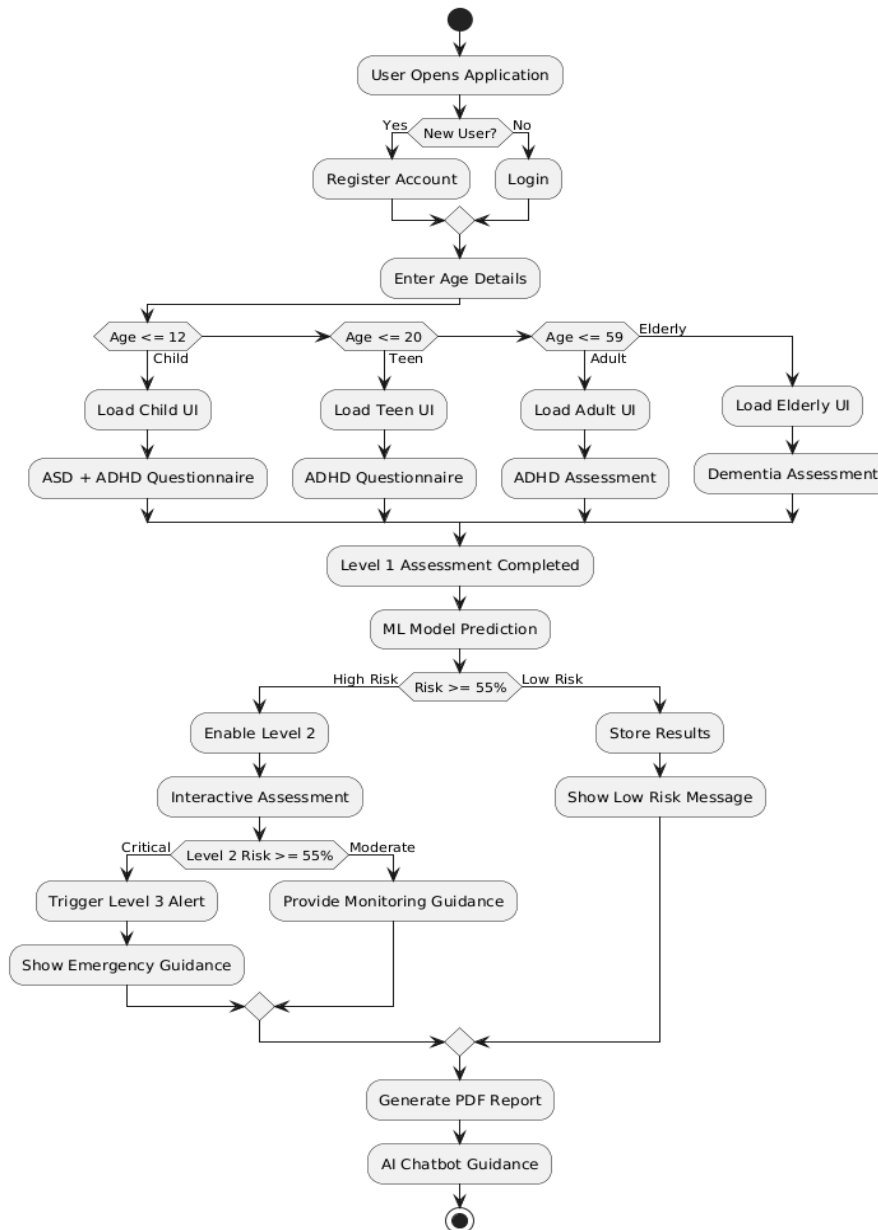 User Opens Application
Yes
New User?
No
Register Account
Login
Enter Age Details
Age <= 12
Age <= 20
Age <= 59
Elderly
Child
Teen
Adult
Load Child UI
Load Teen UI
Load Adult UI
Load Elderly UI
ASD + ADHD Questionnaire
ADHD Questionnaire
ADHD Assessment
Dementia Assessment
Level 1 Assessment Completed
ML Model Prediction
High Risk
Risk >= 55%
Low Risk
Enable Level 2
Store Results
Interactive Assessment
Show Low Risk Message
Critical
Level 2 Risk >= 55%
Moderate
Trigger Level 3 Alert
Provide Monitoring Guidance
Show Emergency Guidance
Generate PDF Report
AI Chatbot Guidance